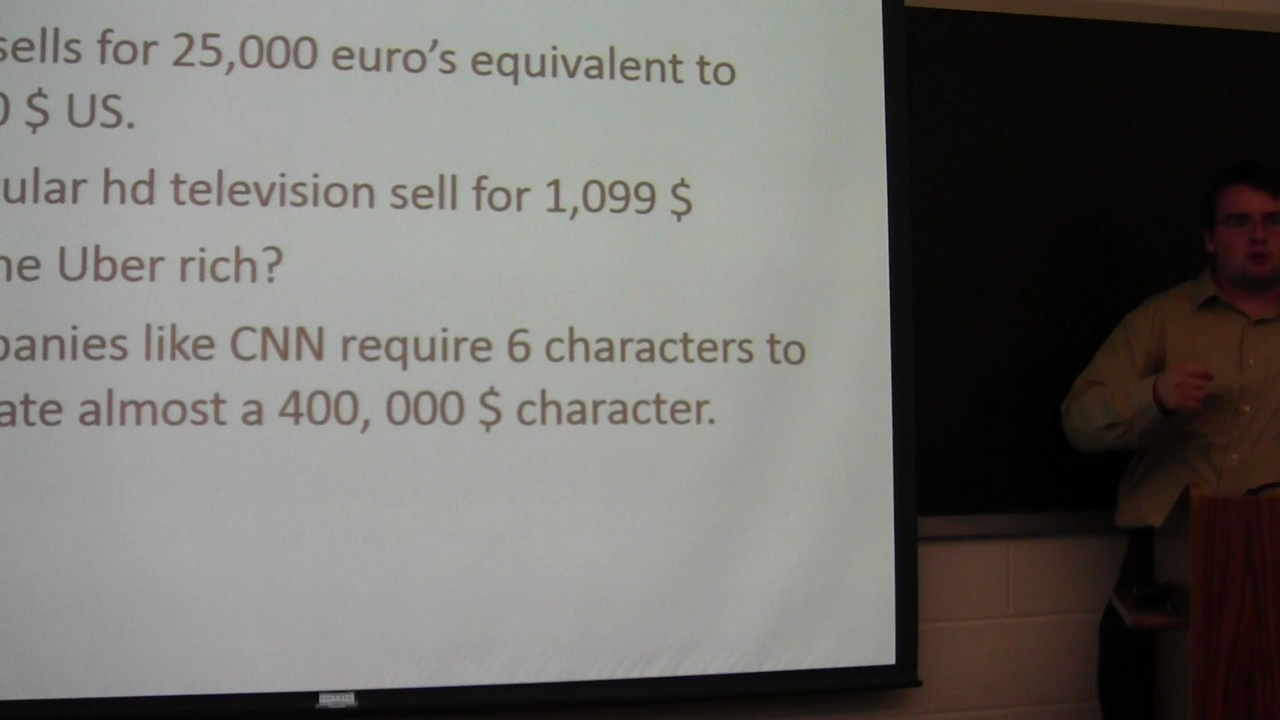 sells for 25,000 euro's equivalent to
0 $ US.
ular hd television sell for 1,099 $
he Uber rich?
panies like CNN require 6 characters to
ate almost a 400, 000 $ character.